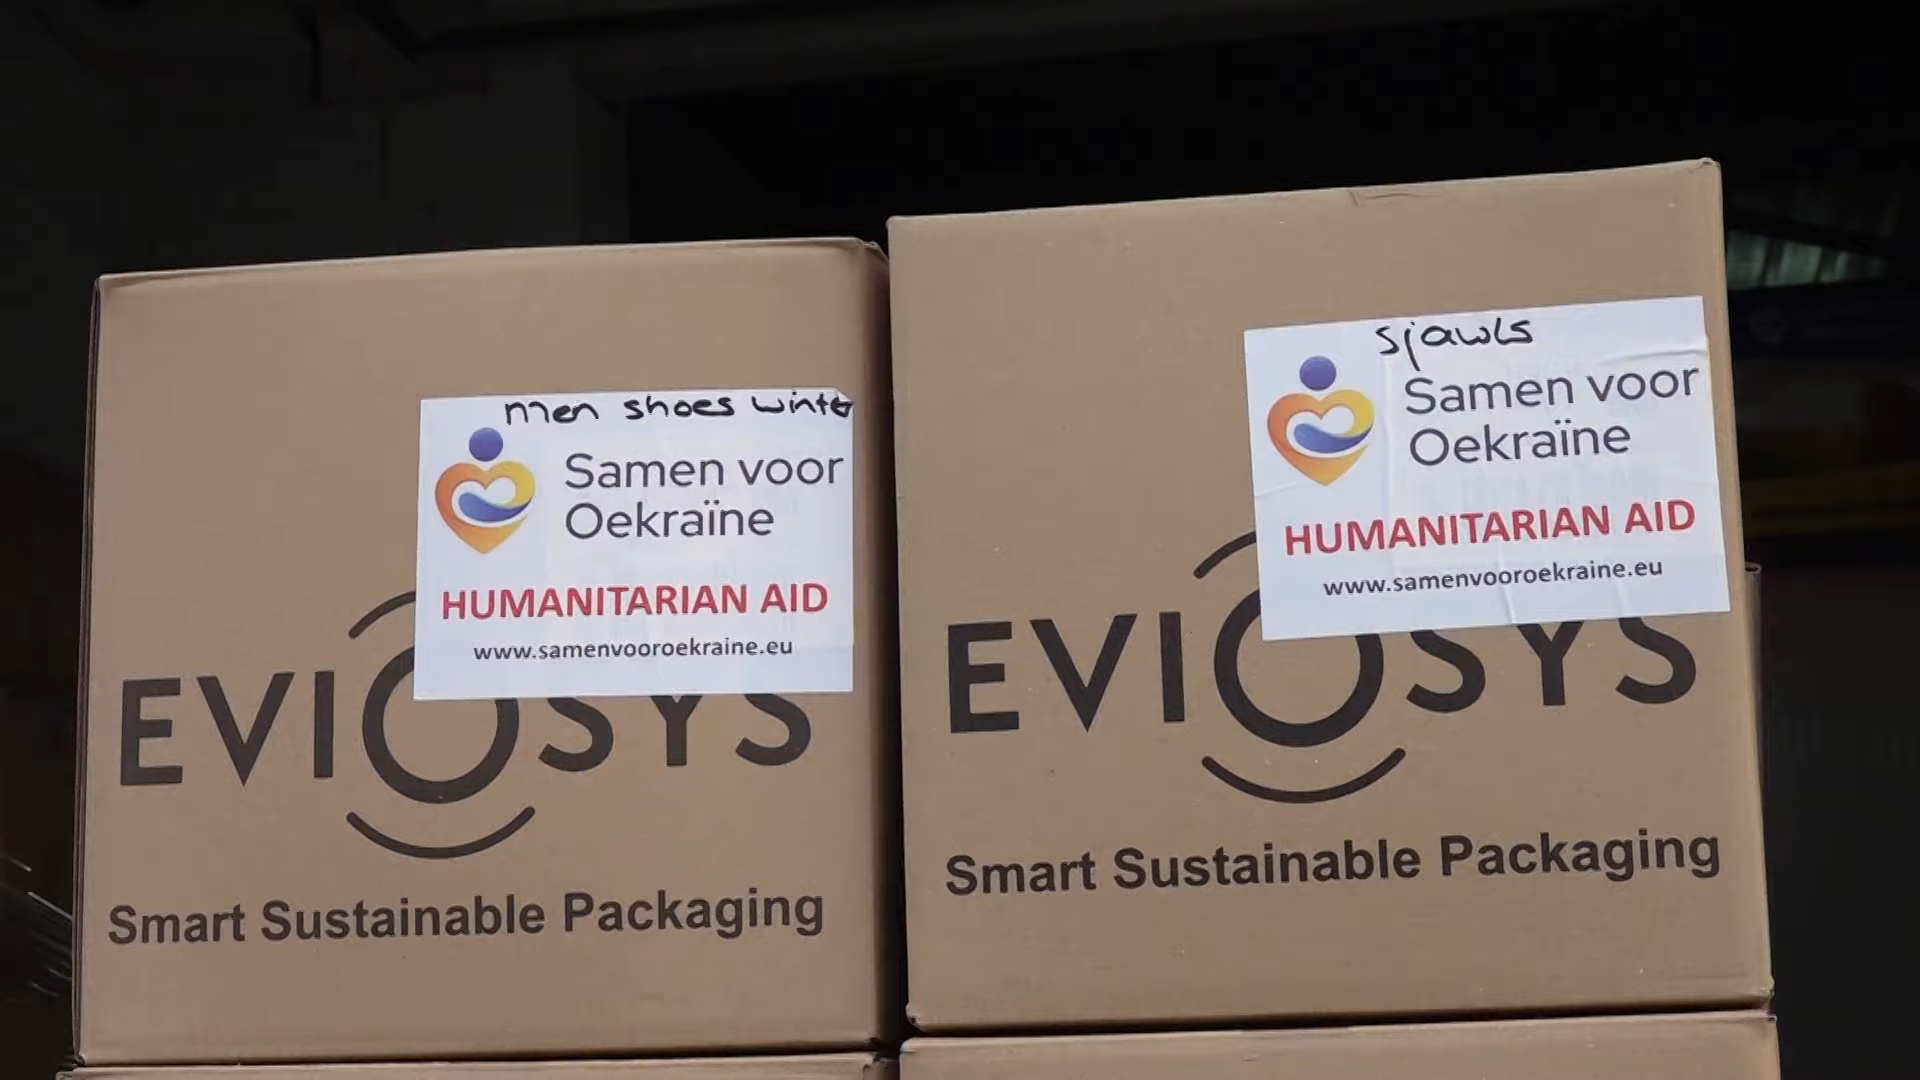 men shoes winter
Samen voor
Oekraïne
HUMANITARIAN AID
www.samenvooroekraine.eu
EVIOSYS
Smart Sustainable Packaging
sjawls
Samen voor
Oekraïne
HUMANITARIAN AID
www.samenvooroekraine.eu
EVIOSYS
Smart Sustainable Packaging